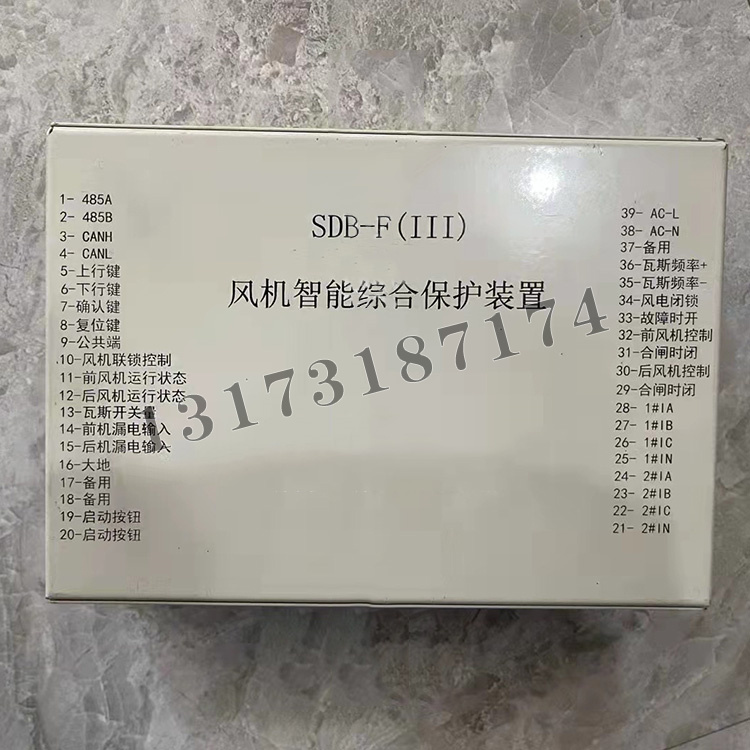 1- 485A
2- 485B
3- CANH
4- CANL
5-上行键
6-下行键
7-确认键
8-复位键
9-公共端
10-风机联锁控制
11-前风机运行状态
12-后风机运行状态
13-瓦斯开关量
14-前机漏电输入
15-后机漏电输入
16-大地
17-备用
18-备用
19-启动按钮
20-启动按钮
SDB-F(III)
风机智能综合保护装置
13173187174
39- AC-L
38- AC-N
37-备用
36-瓦斯频率+
35-瓦斯频率-
34-风电闭锁
33-故障时开
32-前风机控制
31-合闸时闭
30-后风机控制
29-合闸时闭
28- 1#IA
27- 1#IB
26- 1#IC
25- 1#IN
24- 2#IA
23- 2#IB
22- 2#IC
21- 2#IN